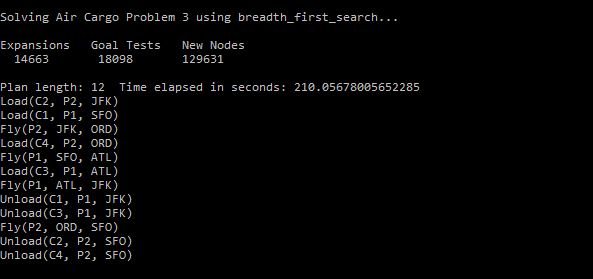 Solving Air Cargo Problem 3 using breadth_first_search...
Expansions   Goal Tests   New Nodes
14663        18098       129631
Plan length: 12  Time elapsed in seconds: 210.05678005652285
Load(C2, P2, JFK)
Load(C1, P1, SFO)
Fly(P2, JFK, ORD)
Load(C4, P2, ORD)
Fly(P1, SFO, ATL)
Load(C3, P1, ATL)
Fly(P1, ATL, JFK)
Unload(C1, P1, JFK)
Unload(C3, P1, JFK)
Fly(P2, ORD, SFO)
Unload(C2, P2, SFO)
Unload(C4, P2, SFO)